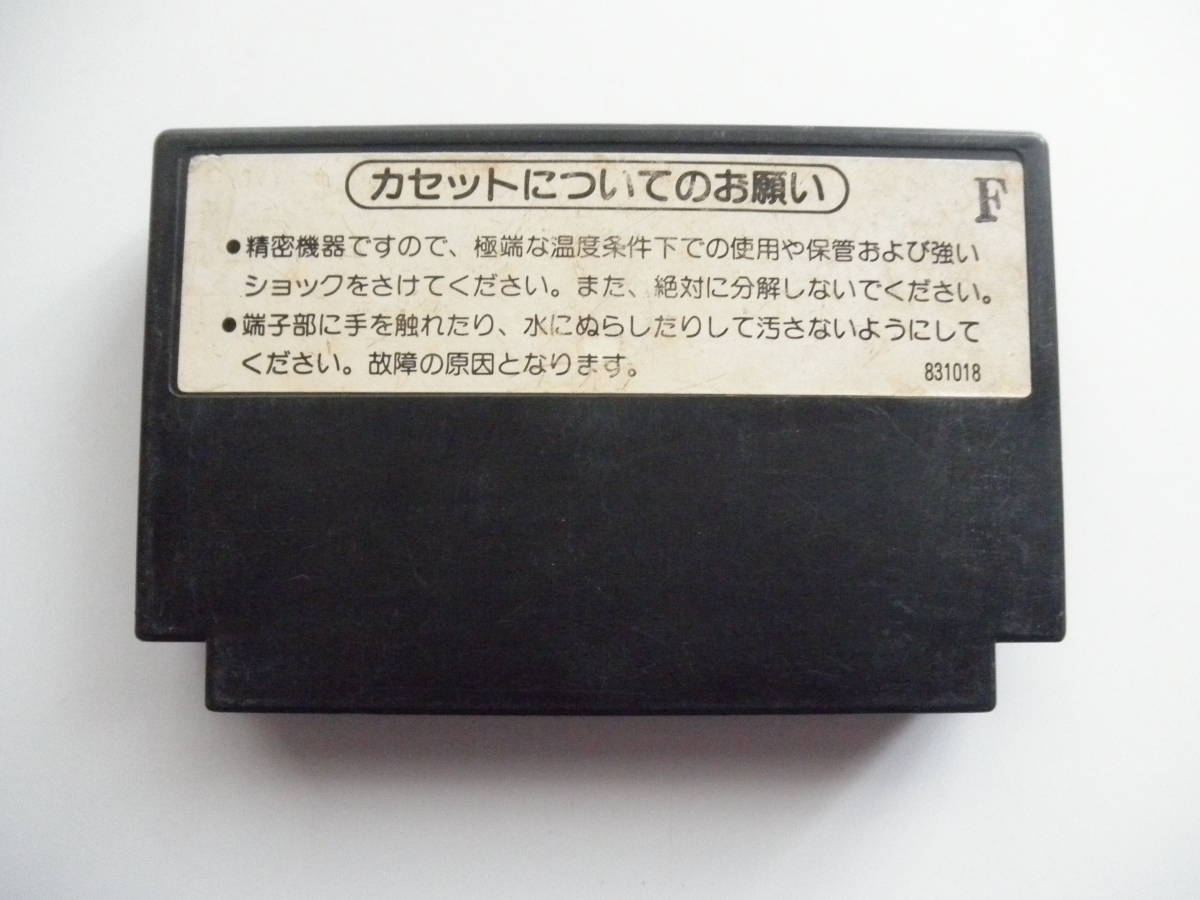 カセットについてのお願い
F
●精密機器ですので、極端な温度条件下での使用や保管および強い
ショックをさけてください。また、絶対に分解しないでください。
●端子部に手を触れたり、水にぬらしたりして汚さないようにして
ください。故障の原因となります。
831018